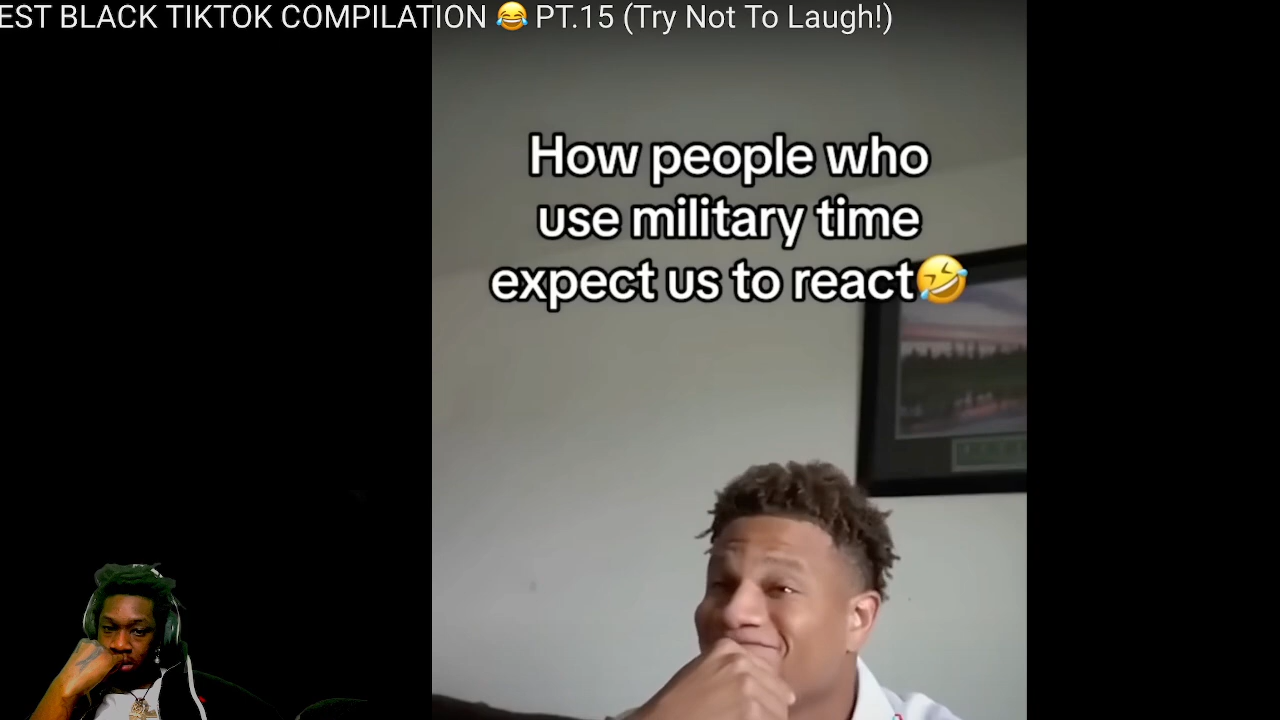 EST BLACK TIKTOK COMPILATION 😂 PT.15 (Try Not To Laugh!)
How people who
use military time
expect us to react🤣